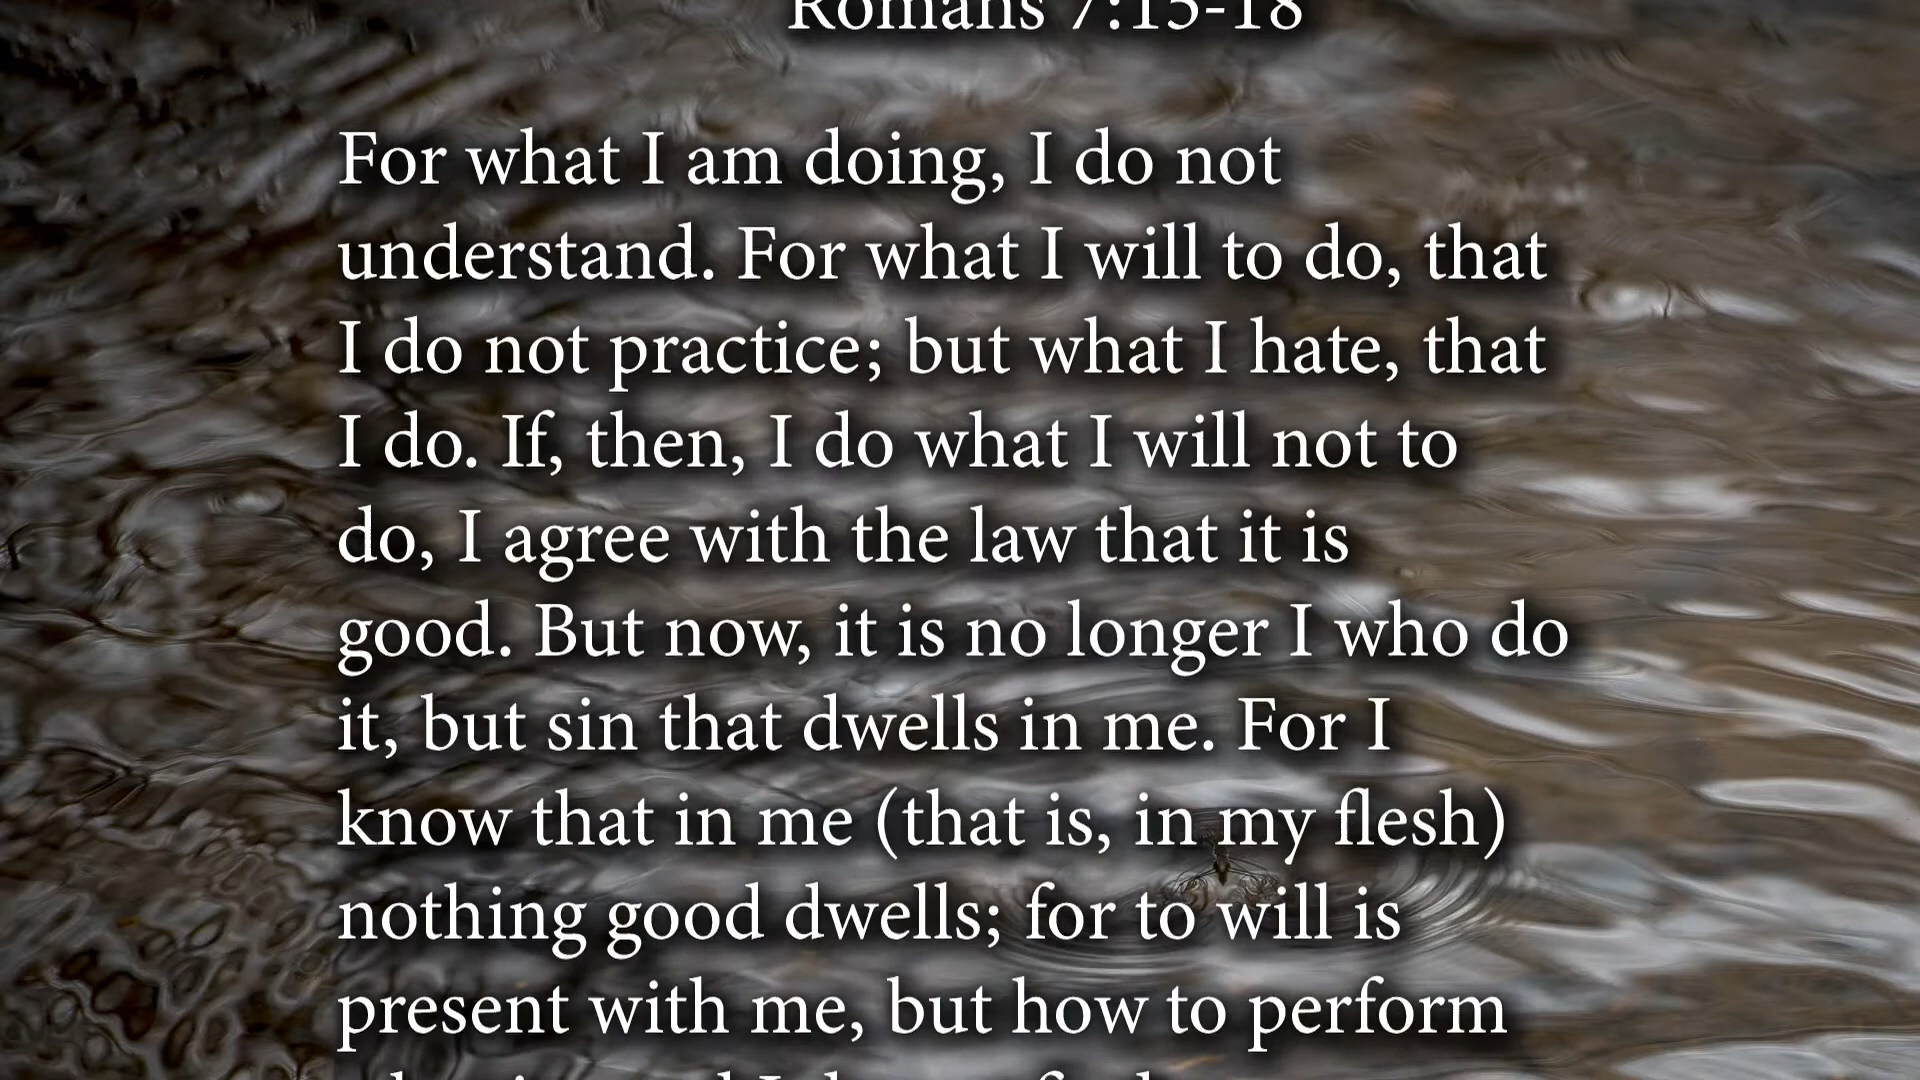 Romans 7:15-18
For what I am doing, I do not
understand. For what I will to do, that
I do not practice; but what I hate, that
I do. If, then, I do what I will not to
do, I agree with the law that it is
good. But now, it is no longer I who do
it, but sin that dwells in me. For I
know that in me (that is, in my flesh)
nothing good dwells; for to will is
present with me, but how to perform